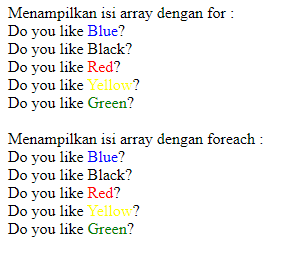 Menampilkan isi array dengan for :
Do you like Blue?
Do you like Black?
Do you like Red?
Do you like Yellow?
Do you like Green?
Menampilkan isi array dengan foreach :
Do you like Blue?
Do you like Black?
Do you like Red?
Do you like Yellow?
Do you like Green?